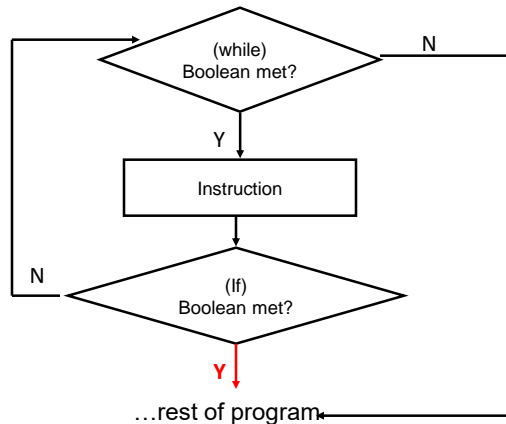 (while)
Boolean met?
N
Y
Instruction
(If)
Boolean met?
N
Y
…rest of program